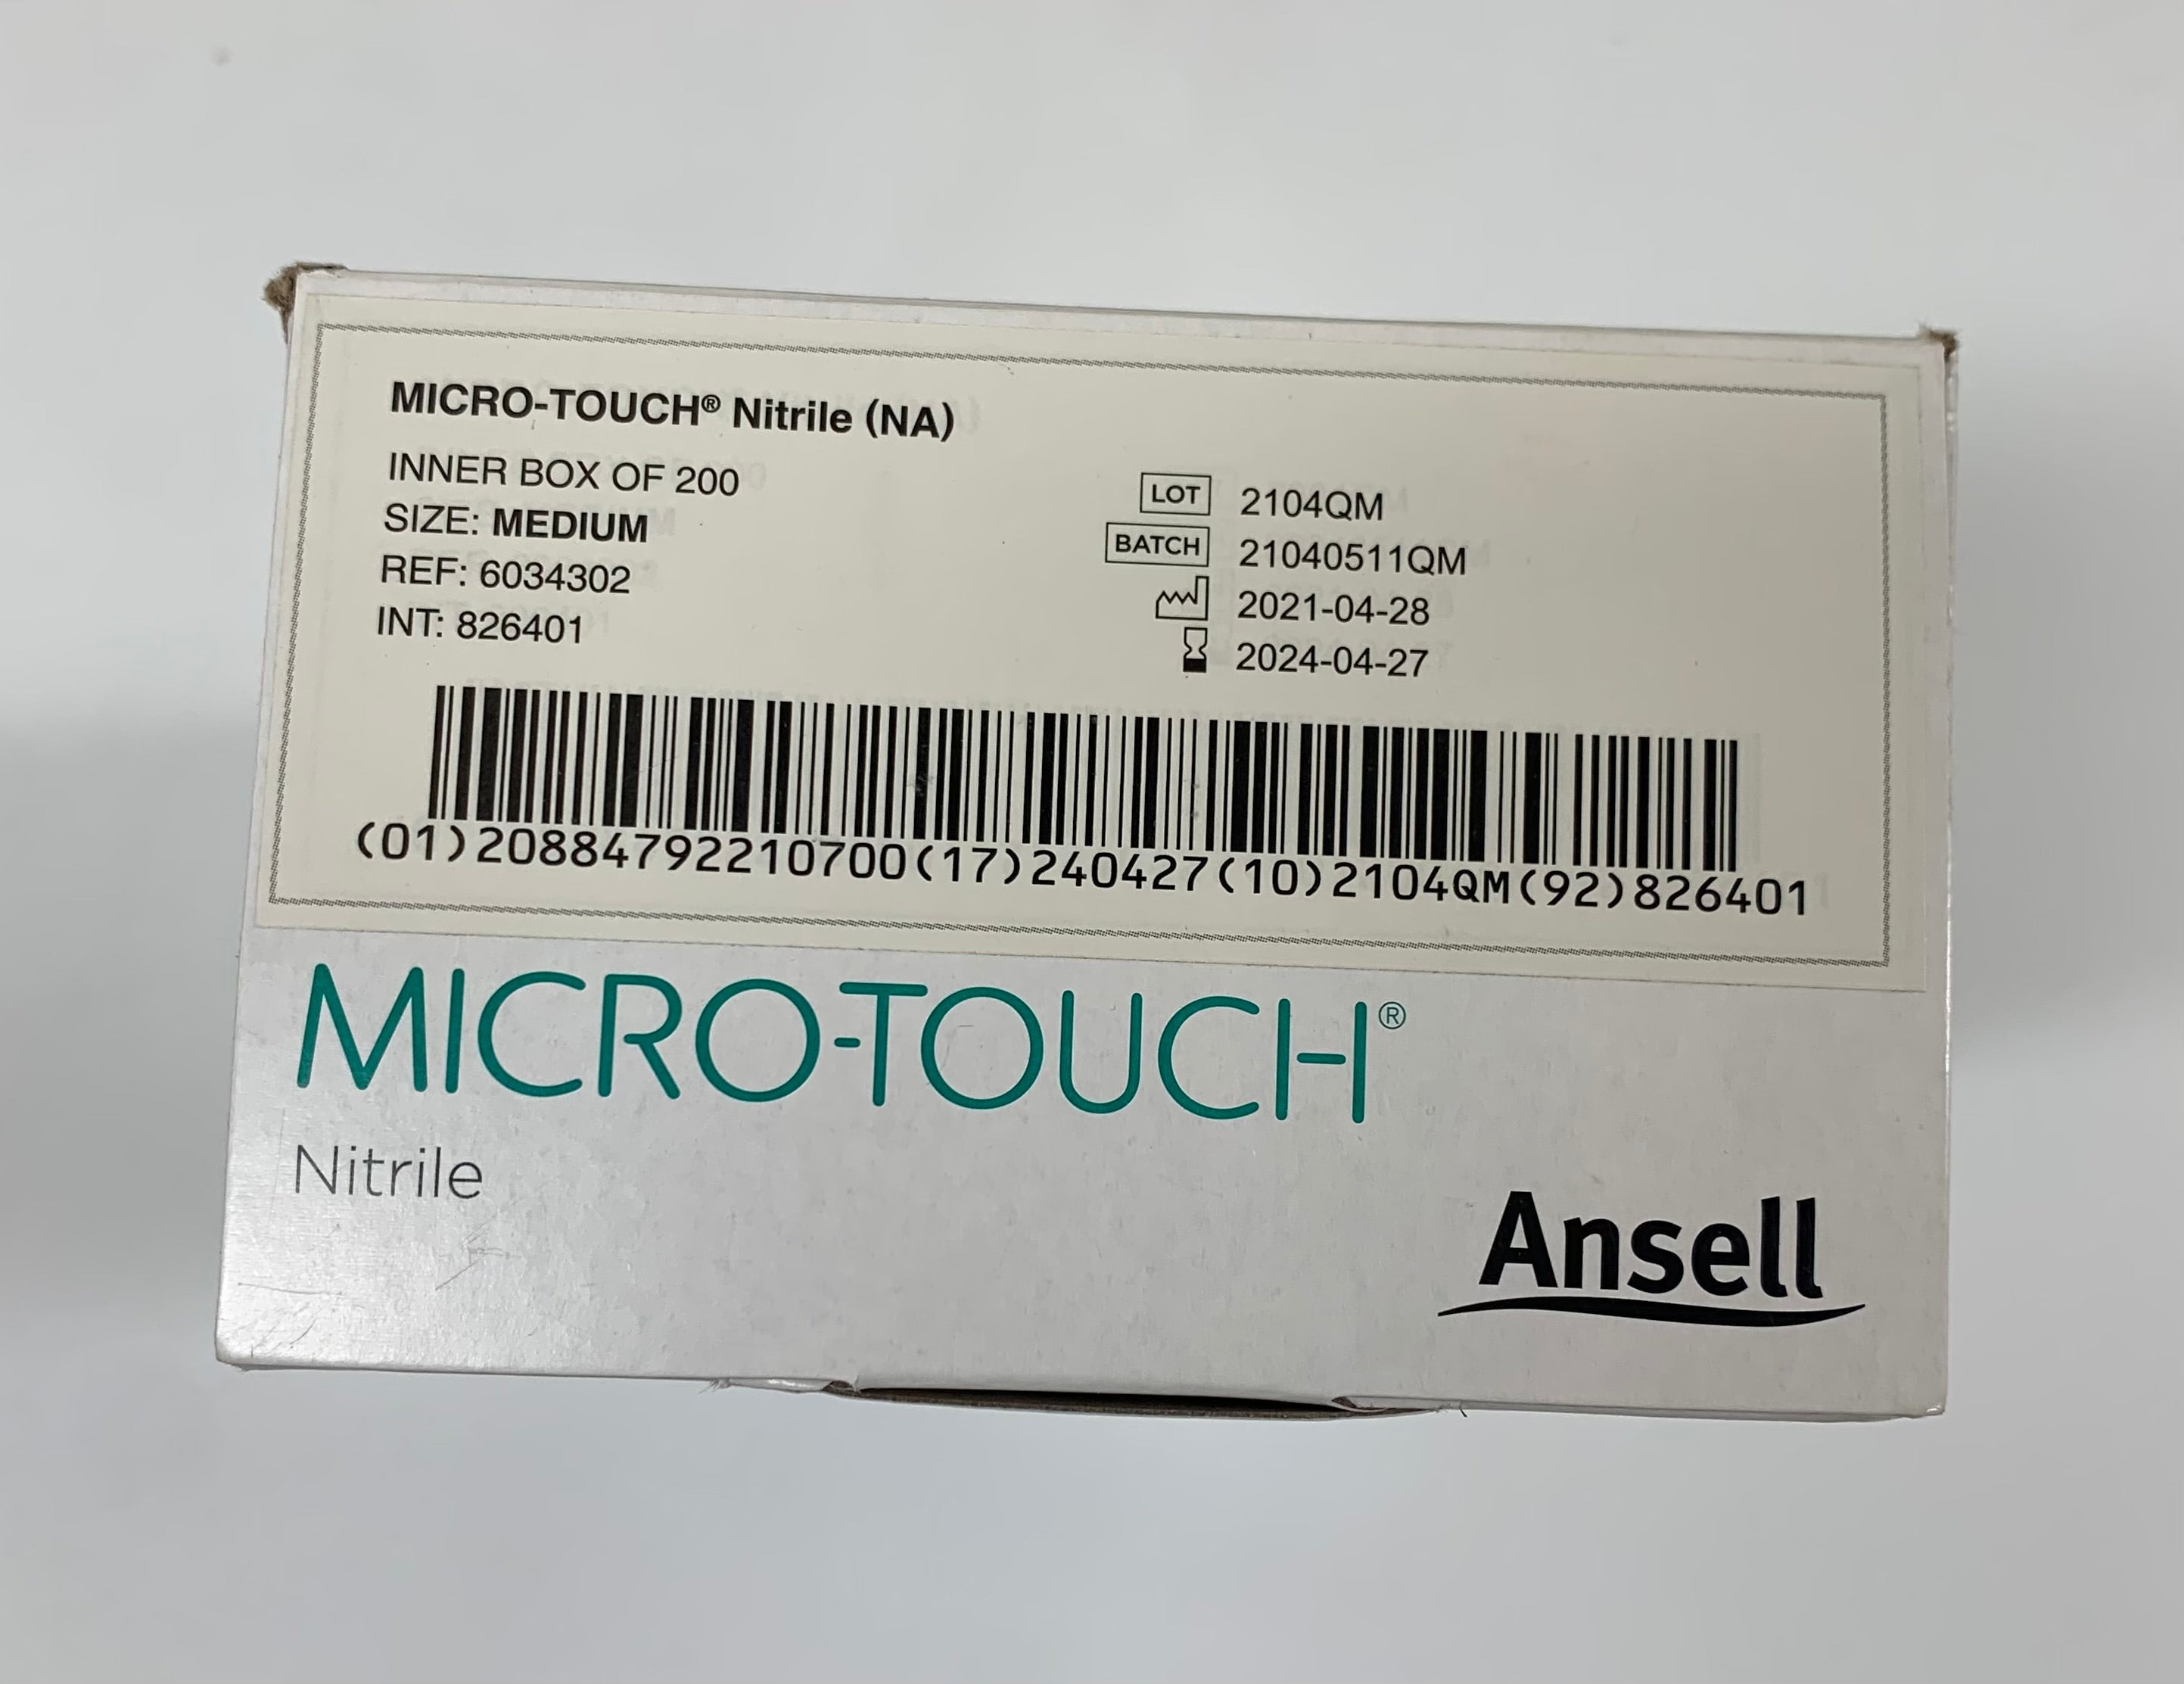 MICRO-TOUCH® Nitrile (NA)
INNER BOX OF 200
SIZE: MEDIUM
REF: 6034302
INT: 826401
LOT 2104QM
BATCH 21040511QM
2021-04-28
2024-04-27
(01)20884792210700(17)240427(10)2104QM(92)826401
MICRO-TOUCH®
Nitrile
Ansell